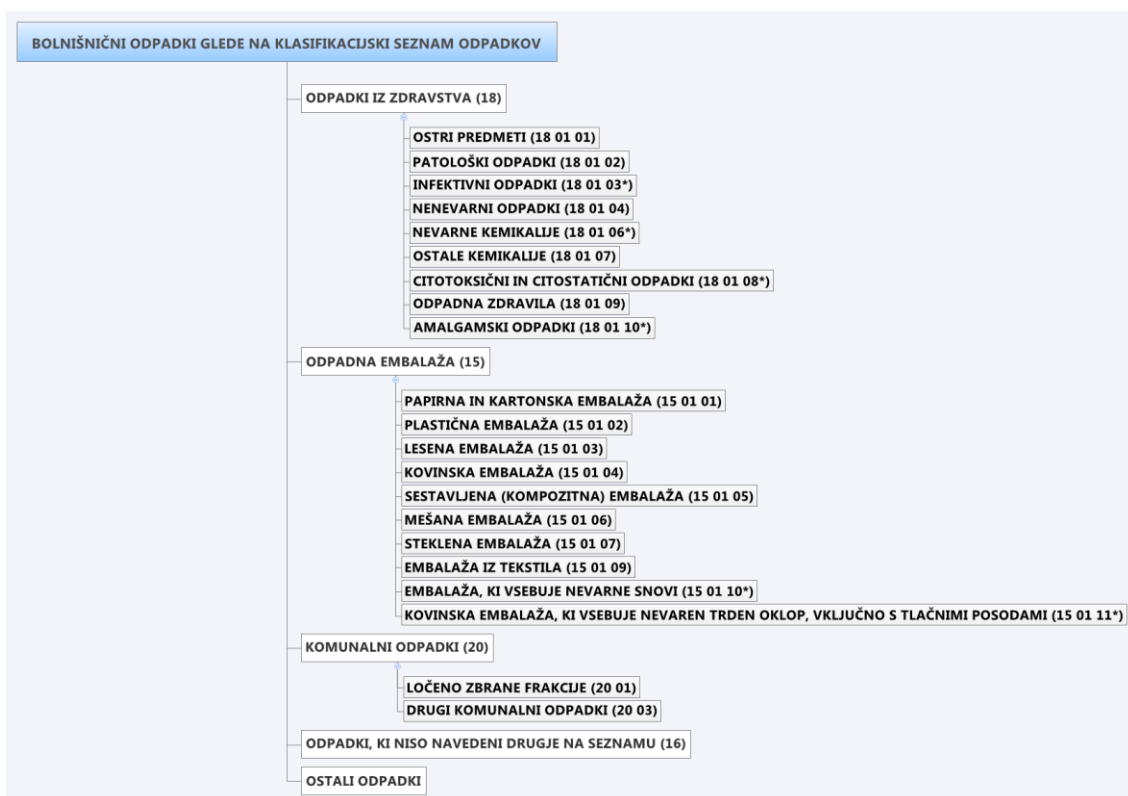 BOLNIŠNIČNI ODPADKI GLEDE NA KLASIFIKACIJSKI SEZNAM ODPADKOV
ODPADKI IZ ZDRAVSTVA (18)
OSTRI PREDMETI (18 01 01)
PATOLOŠKI ODPADKI (18 01 02)
INFEKTIVNI ODPADKI (18 01 03*)
NENEVARNI ODPADKI (18 01 04)
NEVARNE KEMIKALIJE (18 01 06*)
OSTALE KEMIKALIJE (18 01 07)
CITOTOKSIČNI IN CITOSTATIČNI ODPADKI (18 01 08*)
ODPADNA ZDRAVILA (18 01 09)
AMALGAMSKI ODPADKI (18 01 10*)
ODPADNA EMBALAŽA (15)
PAPIRNA IN KARTONSKA EMBALAŽA (15 01 01)
PLASTIČNA EMBALAŽA (15 01 02)
LESENA EMBALAŽA (15 01 03)
KOVINSKA EMBALAŽA (15 01 04)
SESTAVLJENA (KOMPOZITNA) EMBALAŽA (15 01 05)
MEŠANA EMBALAŽA (15 01 06)
STEKLENA EMBALAŽA (15 01 07)
EMBALAŽA IZ TEKSTILA (15 01 09)
EMBALAŽA, KI VSEBUJE NEVARNE SNOVI (15 01 10*)
KOVINSKA EMBALAŽA, KI VSEBUJE NEVAREN TRDEN OKLOP, VKLJUČNO S TLAČNIMI POSODAMI (15 01 11*)
KOMUNALNI ODPADKI (20)
LOČENO ZBRANE FRAKCIJE (20 01)
DRUGI KOMUNALNI ODPADKI (20 03)
ODPADKI, KI NISO NAVEDENI DRUGJE NA SEZNAMU (16)
OSTALI ODPADKI